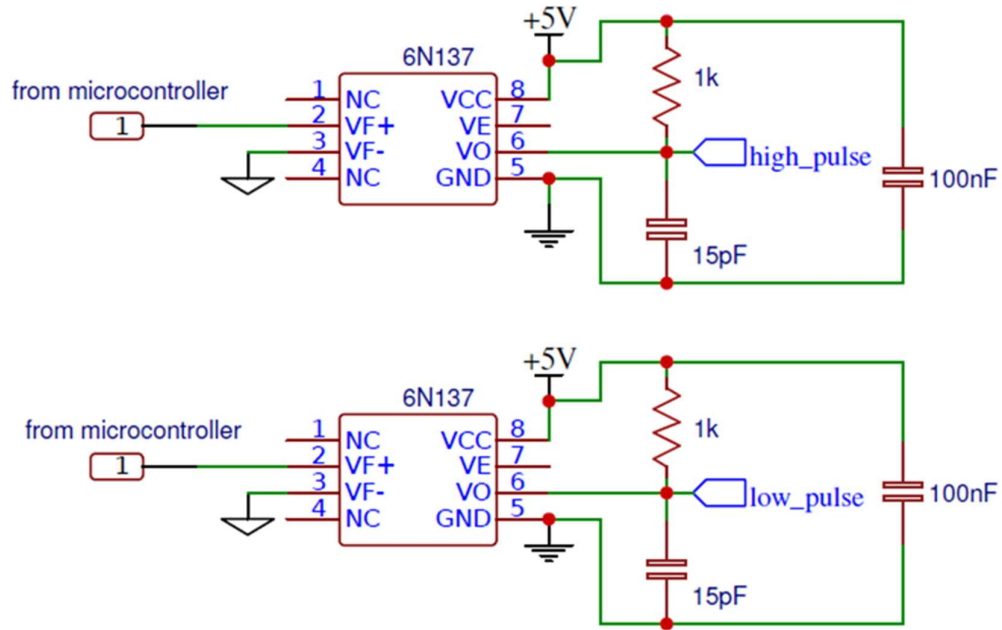 +5V
6N137
from microcontroller
1
1 NC VCC 8
2 VF+ VE 7
3 VF- VO 6
4 NC GND 5
1k
high_pulse
100nF
15pF
+5V
6N137
from microcontroller
1
1 NC VCC 8
2 VF+ VE 7
3 VF- VO 6
4 NC GND 5
1k
low_pulse
100nF
15pF